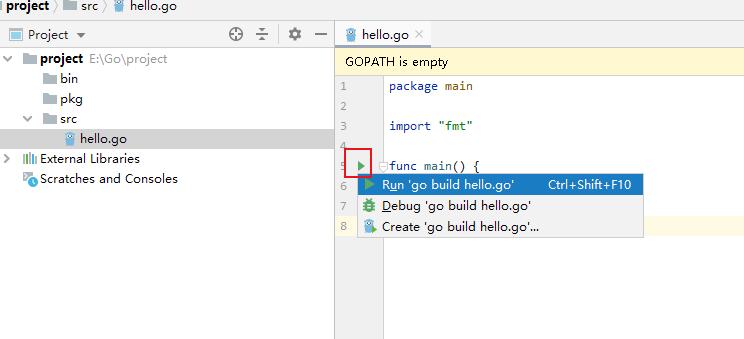 project src hello.go
Project
hello.go
project E:\Go\project
bin
pkg
src
hello.go
External Libraries
Scratches and Consoles
GOPATH is empty
1 package main
2
3 import "fmt"
4
5 func main() {
6
7
8
Run 'go build hello.go' Ctrl+Shift+F10
Debug 'go build hello.go'
Create 'go build hello.go'...